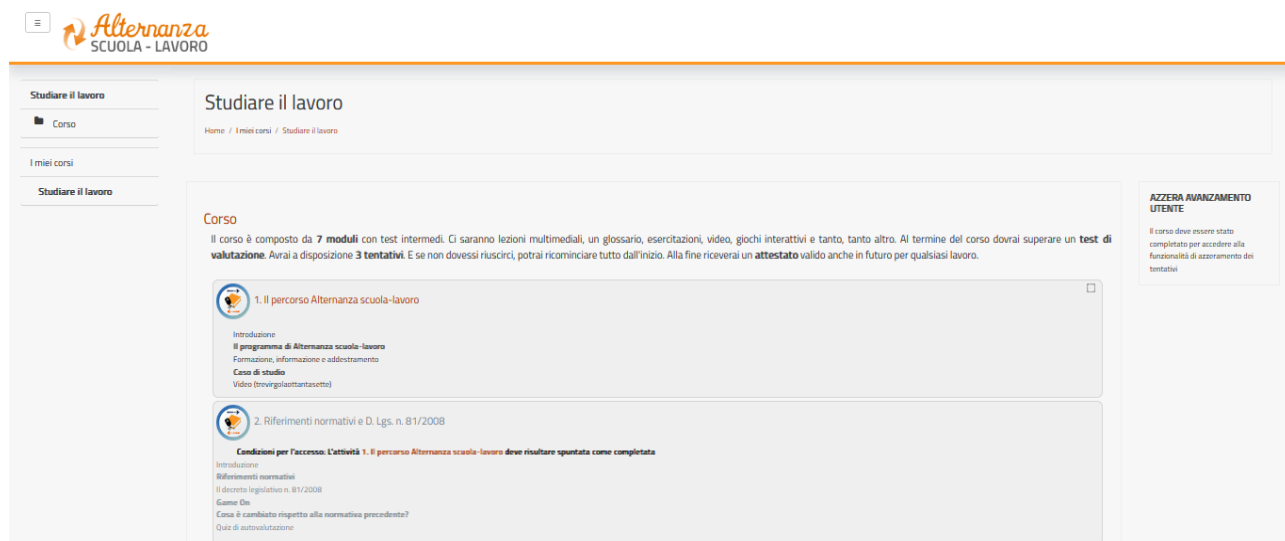 Alternanza
SCUOLA - LAVORO
Studiare il lavoro
Corso
I miei corsi
Studiare il lavoro
Studiare il lavoro
Home / I miei corsi / Studiare il lavoro
Corso
Il corso è composto da 7 moduli con test intermedi. Ci saranno lezioni multimediali, un glossario, esercitazioni, video, giochi interattivi e tanto, tanto altro. Al termine del corso dovrai superare un test di
valutazione. Avrai a disposizione 3 tentativi. E se non dovessi riuscirci, potrai ricominciare tutto dall'inizio. Alla fine riceverai un attestato valido anche in futuro per qualsiasi lavoro.
1. Il percorso Alternanza scuola-lavoro
Introduzione
Il programma di Alternanza scuola-lavoro
Formazione, informazione e addestramento
Caso di studio
Video (trevirgolaottantasette)
2. Riferimenti normativi e D. Lgs. n. 81/2008
Condizioni per l'accesso: L'attività 1. Il percorso Alternanza scuola-lavoro deve risultare spuntata come completata
Introduzione
Riferimenti normativi
Il decreto legislativo n. 81/2008
Game On
Cosa è cambiato rispetto alla normativa precedente?
Quiz di autovalutazione
AZZERA AVANZAMENTO
UTENTE
Il corso deve essere stato
completato per accedere alla
funzionalità di azzeramento dei
tentativi